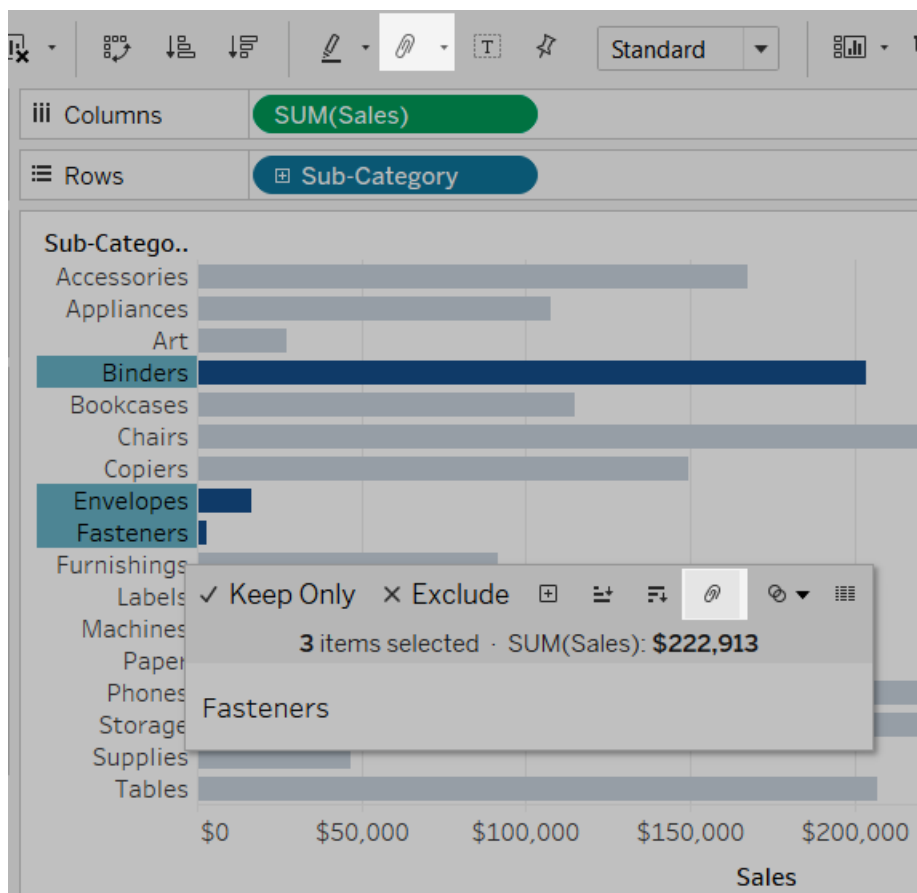 T Standard
Columns SUM(Sales)
Rows Sub-Category
Sub-Catego..
Accessories
Appliances
Art
Binders
Bookcases
Chairs
Copiers
Envelopes
Fasteners
Furnishings
Labels
Machines
Paper
Phones
Storage
Supplies
Tables
Keep Only Exclude
3 items selected · SUM(Sales): $222,913
Fasteners
$0 $50,000 $100,000 $150,000 $200,000
Sales